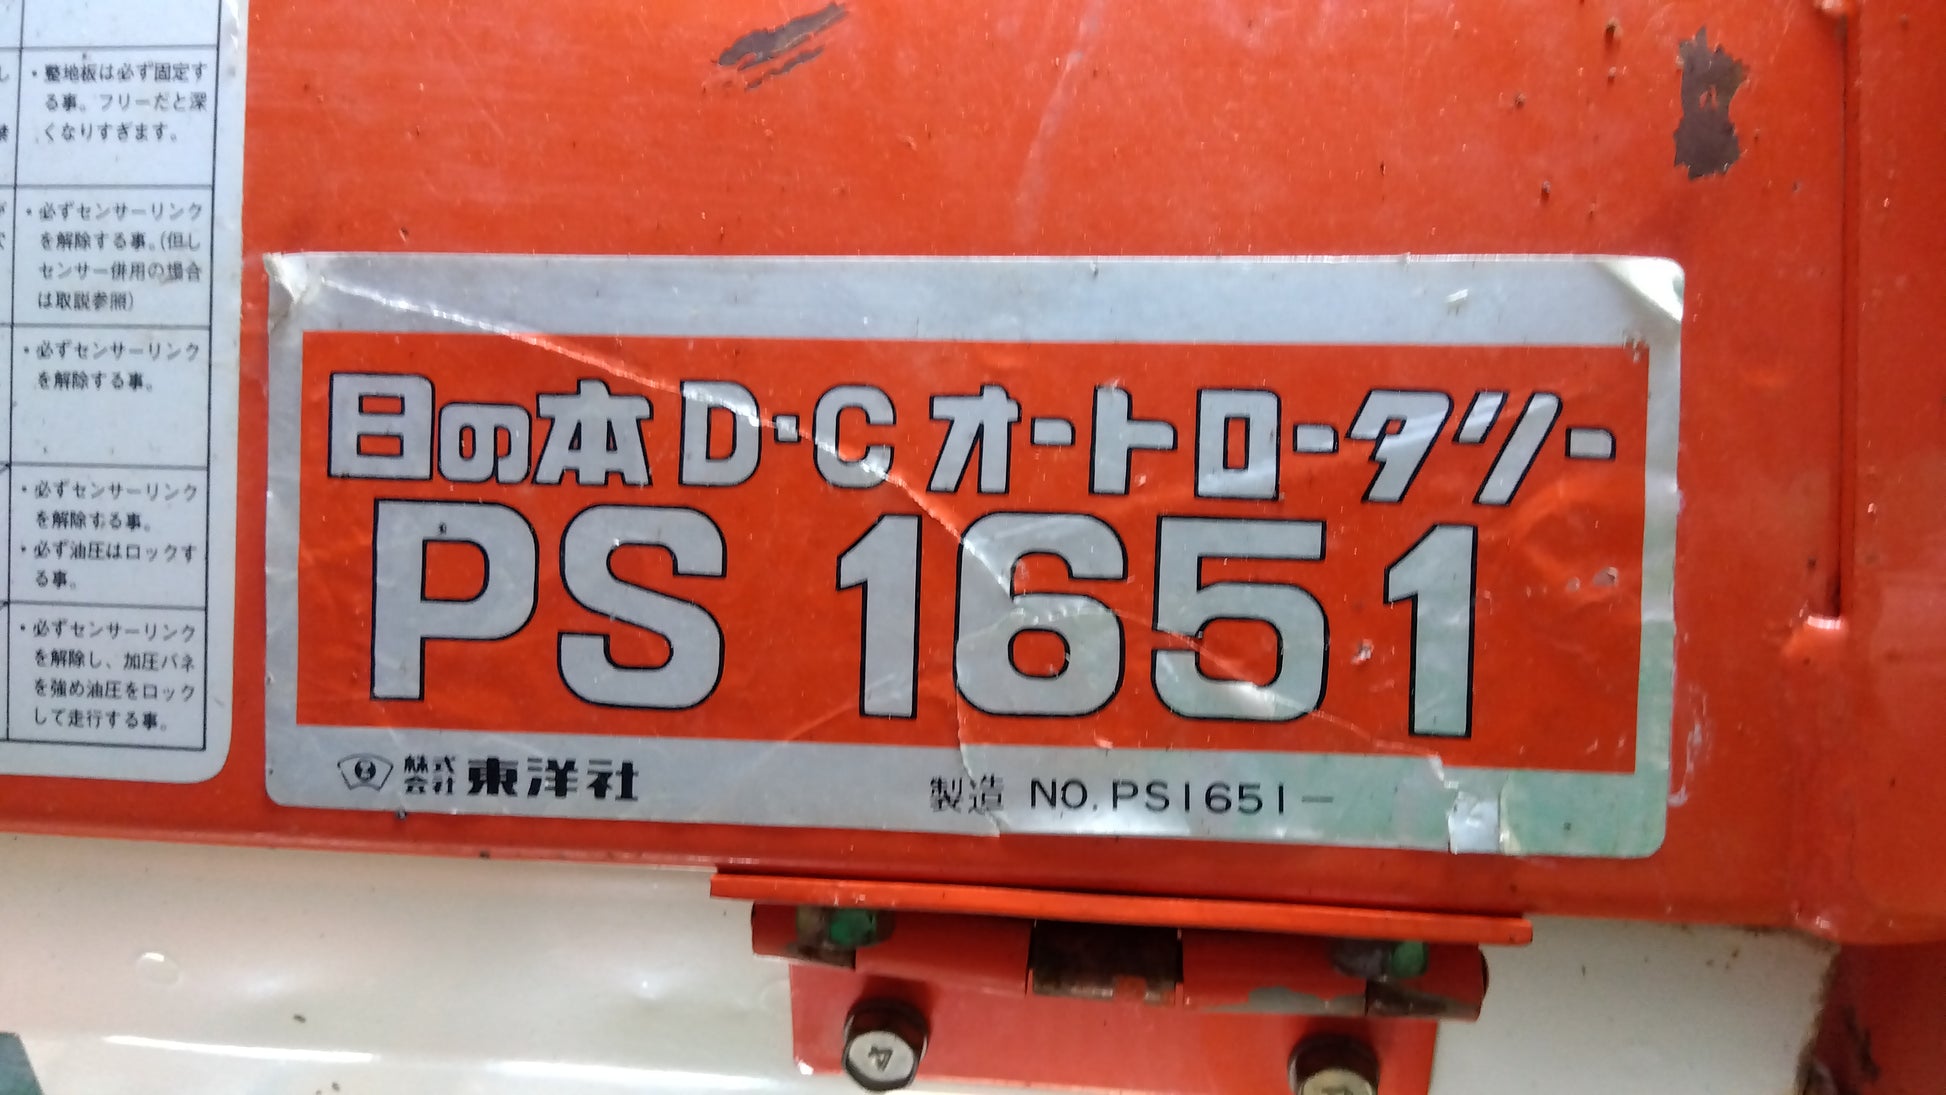 ・整地板は必ず固定す
る事。フリーだと深
くなりすぎます。
・必ずセンサーリンク
を解除する事。(但し
センサー併用の場合
は取説参照)
・必ずセンサーリンク
を解除する事。
・必ずセンサーリンク
を解除する事。
・必ず油圧はロックす
る事。
・必ずセンサーリンク
を解除し、加圧バネ
を強め油圧をロック
して走行する事。
日の本 D・C オートロータリー
PS 1651
株式会社 東洋社
製造 NO. PS1651—
4